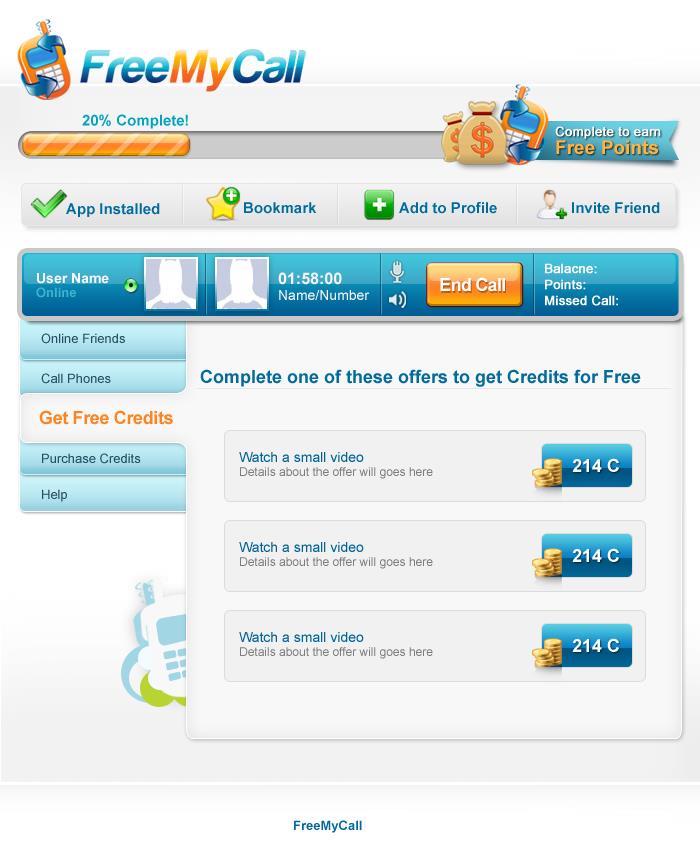 FreeMyCall
20% Complete!
Complete to earn
Free Points
App Installed
Bookmark
Add to Profile
Invite Friend
User Name
Online
01:58:00
Name/Number
End Call
Balacne:
Points:
Missed Call:
Online Friends
Call Phones
Get Free Credits
Purchase Credits
Help
Complete one of these offers to get Credits for Free
Watch a small video
Details about the offer will goes here
214 C
Watch a small video
Details about the offer will goes here
214 C
Watch a small video
Details about the offer will goes here
214 C
FreeMyCall